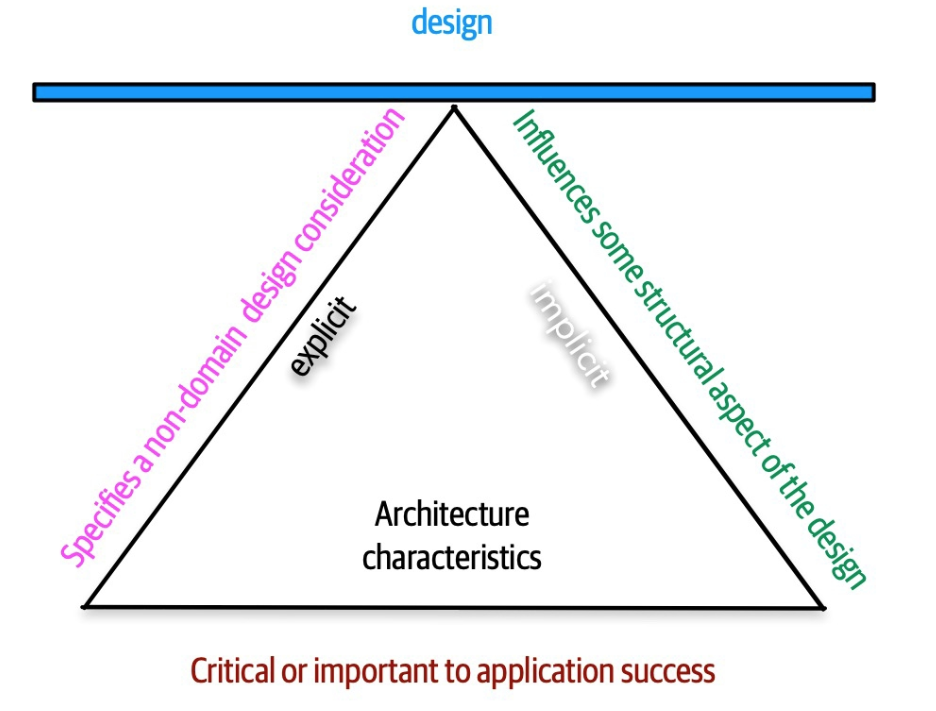 design
Specifies a non-domain design consideration
Influences some structural aspect of the design
explicit
implicit
Architecture
characteristics
Critical or important to application success